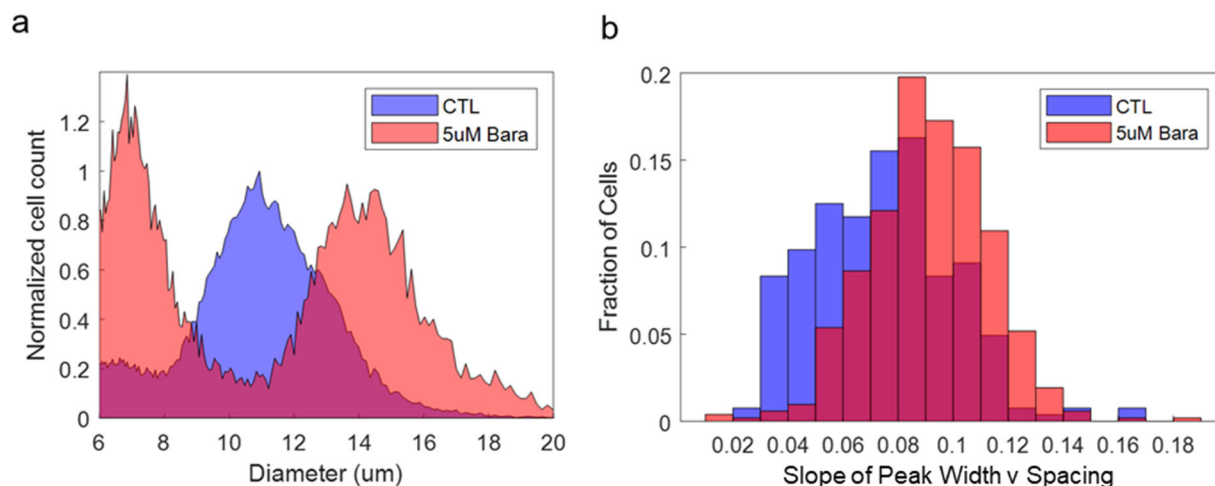 a
CTL
5uM Bara
Normalized cell count
1.2
1
0.8
0.6
0.4
0.2
0
6 8 10 12 14 16 18 20
Diameter (um)
b
CTL
5uM Bara
Fraction of Cells
0.2
0.15
0.1
0.05
0
0.02 0.04 0.06 0.08 0.1 0.12 0.14 0.16 0.18
Slope of Peak Width v Spacing